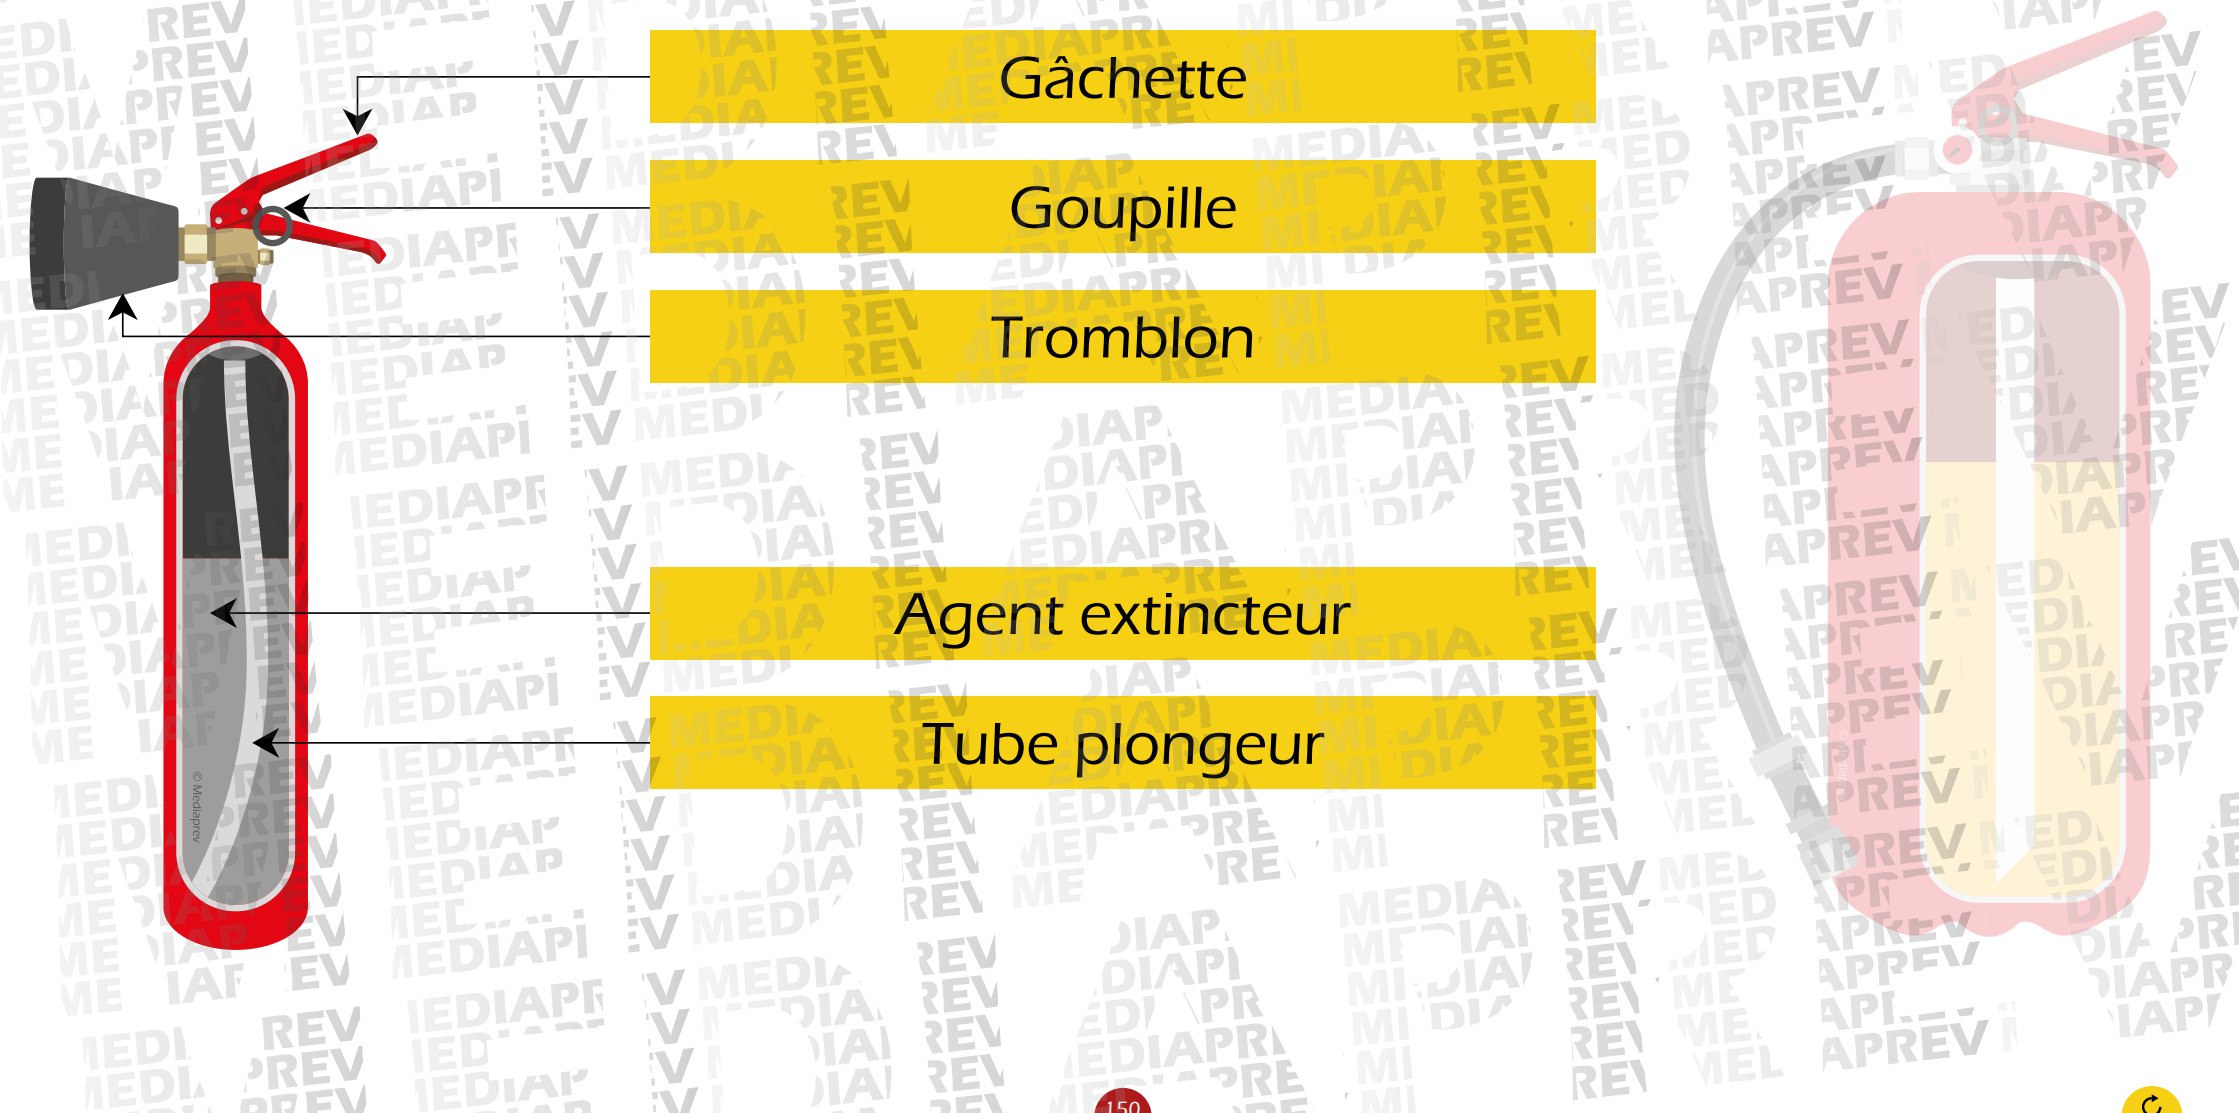 Gâchette
Goupille
Tromblon
Agent extincteur
Tube plongeur
© Mediaprev
150